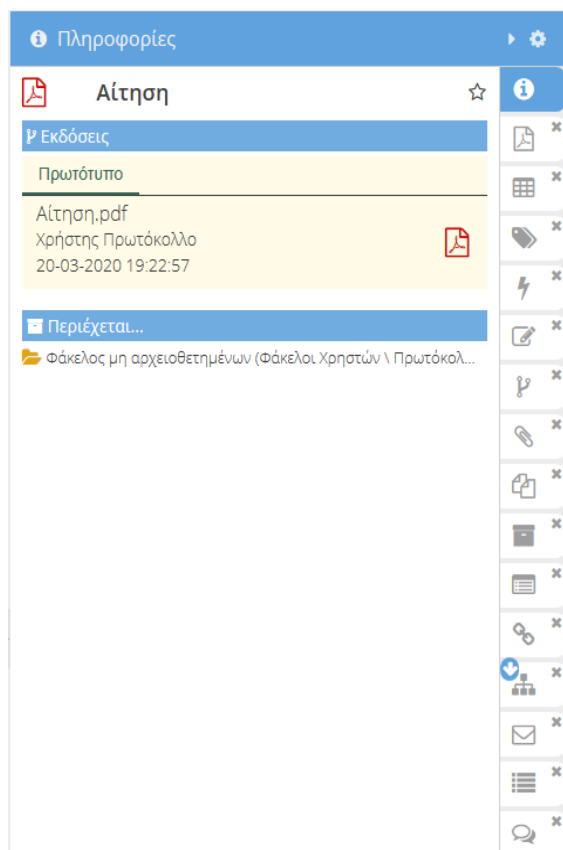 Πληροφορίες
Αίτηση
Εκδόσεις
Πρωτότυπο
Αίτηση.pdf
Χρήστης Πρωτόκολλο
20-03-2020 19:22:57
Περιέχεται...
Φάκελος μη αρχειοθετημένων (Φάκελοι Χρηστών \ Πρωτόκολ...